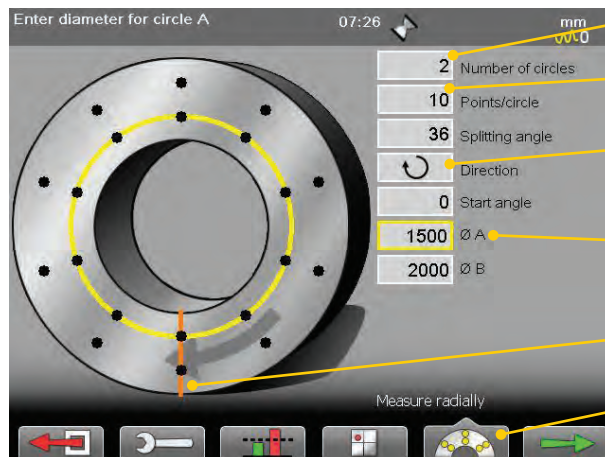 Enter diameter for circle A 07:26 mm
0
2 Number of circles
10 Points/circle
36 Splitting angle
Direction
0 Start angle
1500 Ø A
2000 Ø B
Measure radially